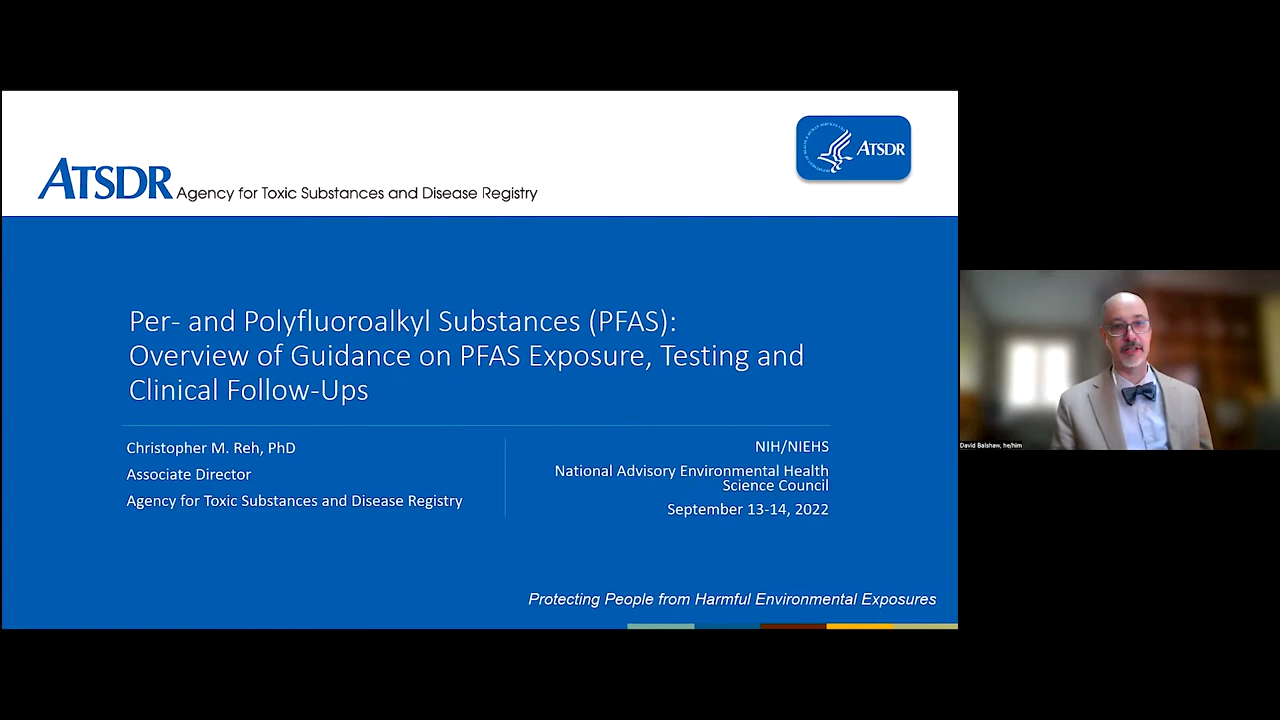 ATSDR Agency for Toxic Substances and Disease Registry
ATSDR
Per- and Polyfluoroalkyl Substances (PFAS):
Overview of Guidance on PFAS Exposure, Testing and
Clinical Follow-Ups
Christopher M. Reh, PhD
Associate Director
Agency for Toxic Substances and Disease Registry
NIH/NIEHS
National Advisory Environmental Health
Science Council
September 13-14, 2022
Protecting People from Harmful Environmental Exposures
David Balshaw, he/him